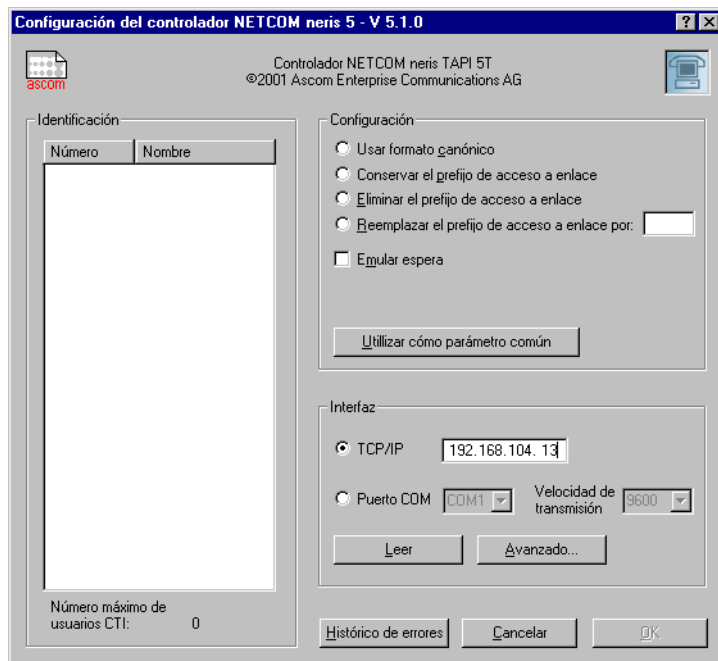 Configuración del controlador NETCOM neris 5 - V 5.1.0
ascom
Controlador NETCOM neris TAPI 5T
©2001 Ascom Enterprise Communications AG
Identificación
Número Nombre
Número máximo de
usuarios CTI: 0
Configuración
Usar formato canónico
Conservar el prefijo de acceso a enlace
Eliminar el prefijo de acceso a enlace
Reemplazar el prefijo de acceso a enlace por:
Emular espera
Utillizar cómo parámetro común
Interfaz
TCP/IP 192.168.104. 13
Puerto COM COM1 Velocidad de
transmisión 9600
Leer Avanzado...
Histórico de errores Cancelar OK